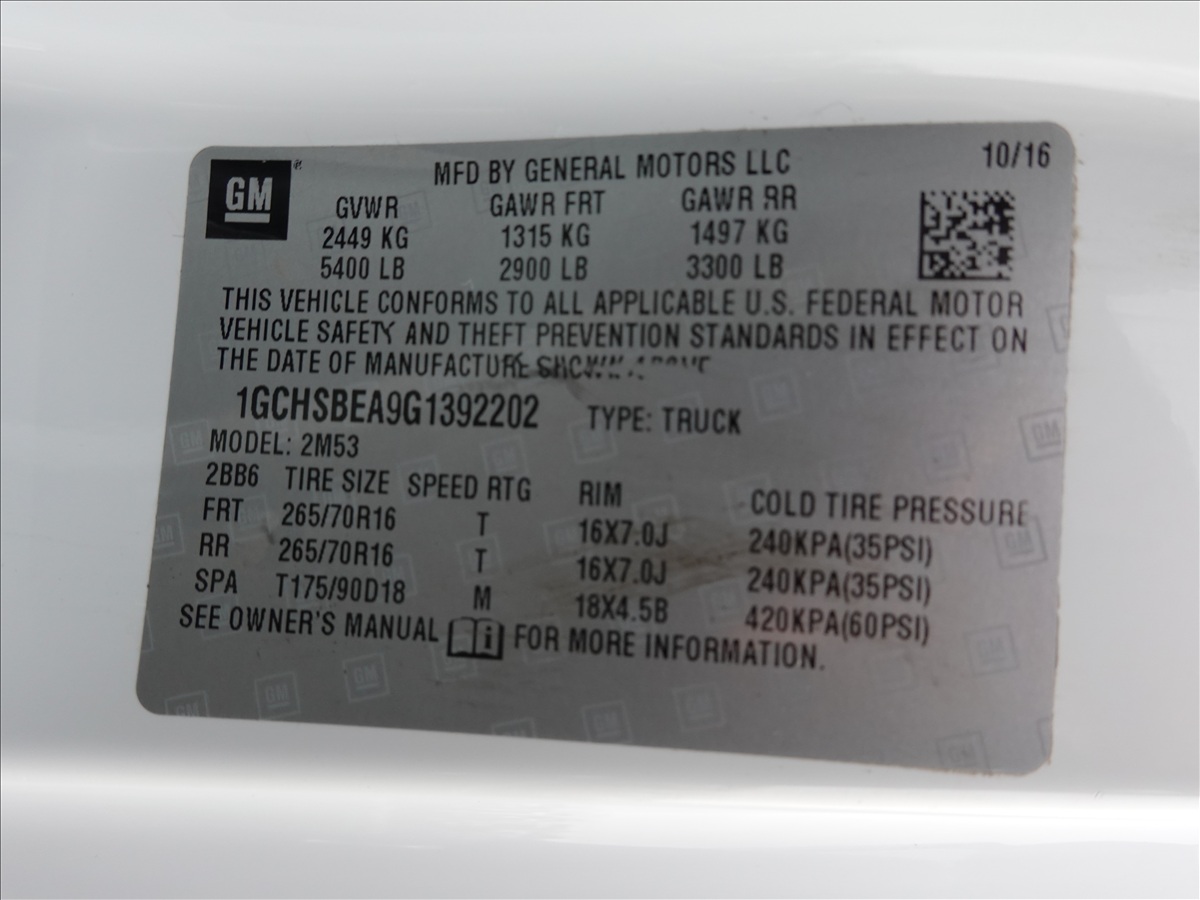 GM
MFD BY GENERAL MOTORS LLC 10/16
GVWR GAWR FRT GAWR RR
2449 KG 1315 KG 1497 KG
5400 LB 2900 LB 3300 LB
THIS VEHICLE CONFORMS TO ALL APPLICABLE U.S. FEDERAL MOTOR
VEHICLE SAFETY AND THEFT PREVENTION STANDARDS IN EFFECT ON
THE DATE OF MANUFACTURE
1GCHSBEA9G1392202 TYPE: TRUCK
MODEL: 2M53
2BB6 TIRE SIZE SPEED RTG RIM COLD TIRE PRESSURE
FRT 265/70R16 T 16X7.0J 240KPA(35PSI)
RR 265/70R16 T 16X7.0J 240KPA(35PSI)
SPA T175/90D18 M 18X4.5B 420KPA(60PSI)
SEE OWNER'S MANUAL i FOR MORE INFORMATION.